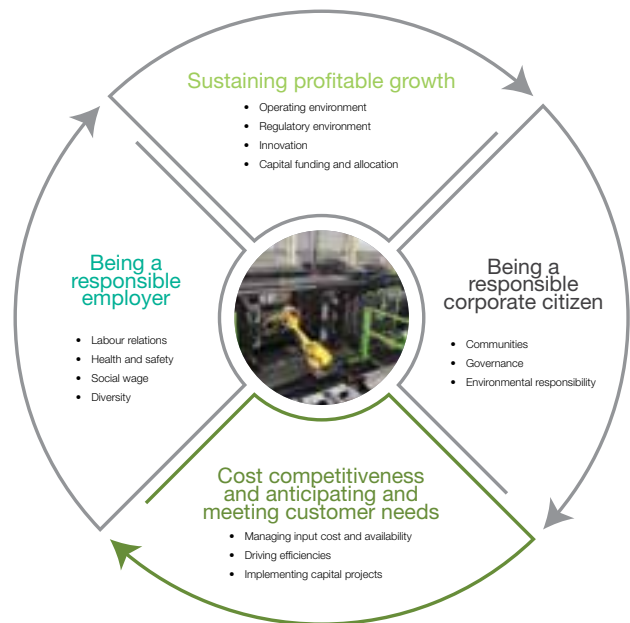 Sustaining profitable growth
• Operating environment
• Regulatory environment
• Innovation
• Capital funding and allocation
Being a
responsible
employer
• Labour relations
• Health and safety
• Social wage
• Diversity
Being a
responsible
corporate citizen
• Communities
• Governance
• Environmental responsibility
Cost competitiveness
and anticipating and
meeting customer needs
• Managing input cost and availability
• Driving efficiencies
• Implementing capital projects